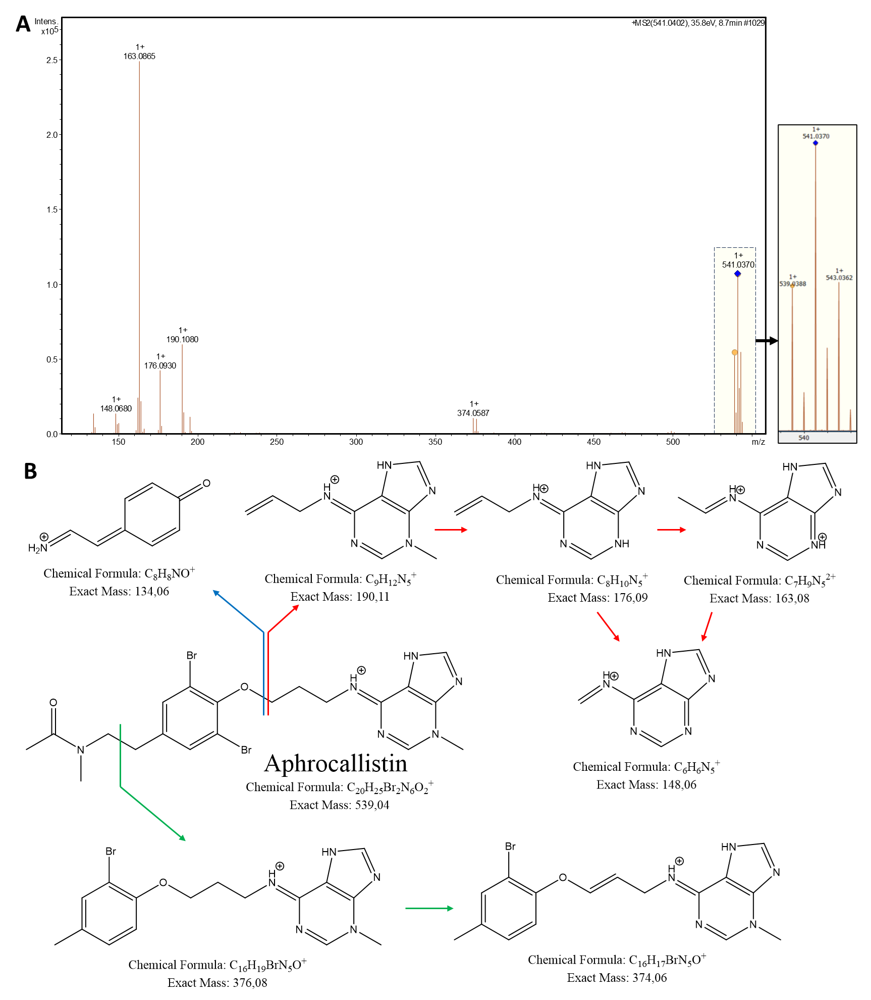 A
Intens.
x10⁵
+MS2(541.0402), 35.8eV, 8.7min #1029
1+
163.0865
2.5
2.0
1.5
1.0
0.5
0.0
1+
190.1080
1+
176.0930
1+
148.0680
1+
374.0587
1+
541.0370
150
200
250
300
350
400
450
500
m/z
1+
541.0370
1+
539.0388
1+
543.0362
540
B
O
H₂N ⊕
Chemical Formula: C₈H₈NO⁺
Exact Mass: 134,06
HN
N
H
N
⊕
N
N
Chemical Formula: C₉H₁₂N₅⁺
Exact Mass: 190,11
HN
N
H
N
⊕
N
NH
Chemical Formula: C₈H₁₀N₅⁺
Exact Mass: 176,09
HN
N
H
N
⊕
N
NH
⊕
Chemical Formula: C₇H₉N₅²⁺
Exact Mass: 163,08
Br
O
O
N
Br
H
N
⊕
HN
N
N
N
Aphrocallistin
Chemical Formula: C₂₀H₂₅Br₂N₆O₂⁺
Exact Mass: 539,04
HN
N
H
N
⊕
N
N
Chemical Formula: C₆H₆N₅⁺
Exact Mass: 148,06
Br
O
H
N
⊕
HN
N
N
N
Chemical Formula: C₁₆H₁₉BrN₅O⁺
Exact Mass: 376,08
Br
O
H
N
⊕
HN
N
N
N
Chemical Formula: C₁₆H₁₇BrN₅O⁺
Exact Mass: 374,06